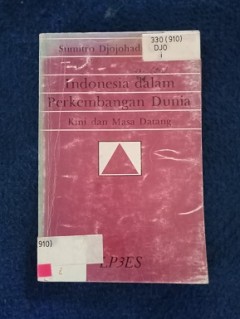 Sumitro Djojohad
330(910)
DJO
i
Indonesia dalam
Perkembangan Dunia
Kini dan Masa Datang
910)
i
LP3ES